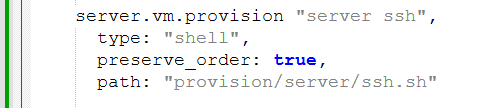 server.vm.provision "server ssh",
  type: "shell",
  preserve_order: true,
  path: "provision/server/ssh.sh"